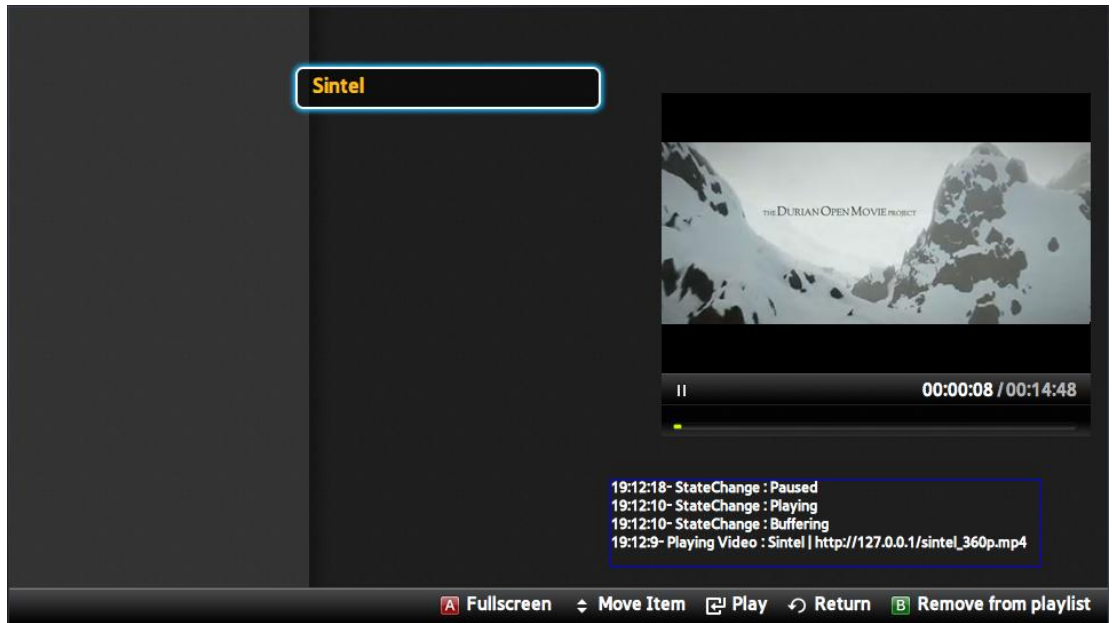 Sintel
THE DURIAN OPEN MOVIE PROJECT
00:00:08 / 00:14:48
19:12:18- StateChange : Paused
19:12:10- StateChange : Playing
19:12:10- StateChange : Buffering
19:12:9- Playing Video : Sintel | http://127.0.0.1/sintel_360p.mp4
A Fullscreen Move Item Play Return B Remove from playlist